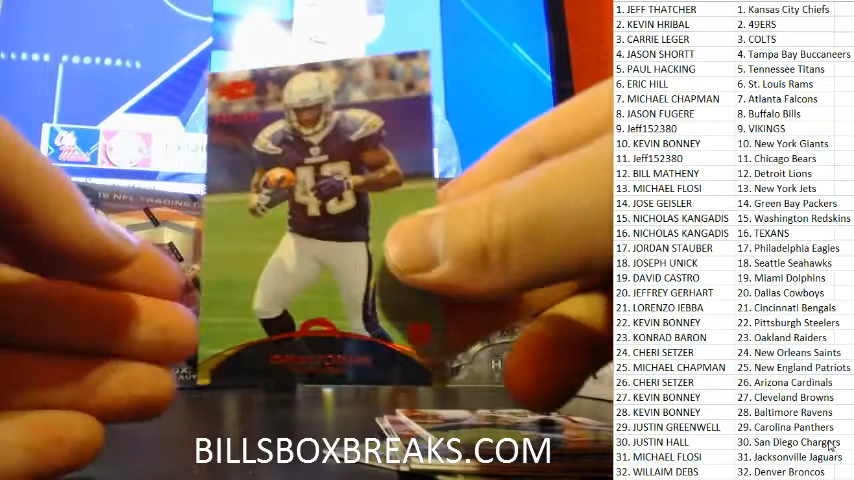 LLEGE FOOTBALL
Ole Miss
18 NFL TRADING
43
BILLSBOXBREAKS.COM
1. JEFF THATCHER 1. Kansas City Chiefs
2. KEVIN HRIBAL 2. 49ERS
3. CARRIE LEGER 3. COLTS
4. JASON SHORTT 4. Tampa Bay Buccaneers
5. PAUL HACKING 5. Tennessee Titans
6. ERIC HILL 6. St. Louis Rams
7. MICHAEL CHAPMAN 7. Atlanta Falcons
8. JASON FUGERE 8. Buffalo Bills
9. Jeff152380 9. VIKINGS
10. KEVIN BONNEY 10. New York Giants
11. Jeff152380 11. Chicago Bears
12. BILL MATHENY 12. Detroit Lions
13. MICHAEL FLOSI 13. New York Jets
14. JOSE GEISLER 14. Green Bay Packers
15. NICHOLAS KANGADIS 15. Washington Redskins
16. NICHOLAS KANGADIS 16. TEXANS
17. JORDAN STAUBER 17. Philadelphia Eagles
18. JOSEPH UNICK 18. Seattle Seahawks
19. DAVID CASTRO 19. Miami Dolphins
20. JEFFREY GERHART 20. Dallas Cowboys
21. LORENZO IEBBA 21. Cincinnati Bengals
22. KEVIN BONNEY 22. Pittsburgh Steelers
23. KONRAD BARON 23. Oakland Raiders
24. CHERI SETZER 24. New Orleans Saints
25. MICHAEL CHAPMAN 25. New England Patriots
26. CHERI SETZER 26. Arizona Cardinals
27. KEVIN BONNEY 27. Cleveland Browns
28. KEVIN BONNEY 28. Baltimore Ravens
29. JUSTIN GREENWELL 29. Carolina Panthers
30. JUSTIN HALL 30. San Diego Chargers
31. MICHAEL FLOSI 31. Jacksonville Jaguars
32. WILLAIM DEBS 32. Denver Broncos